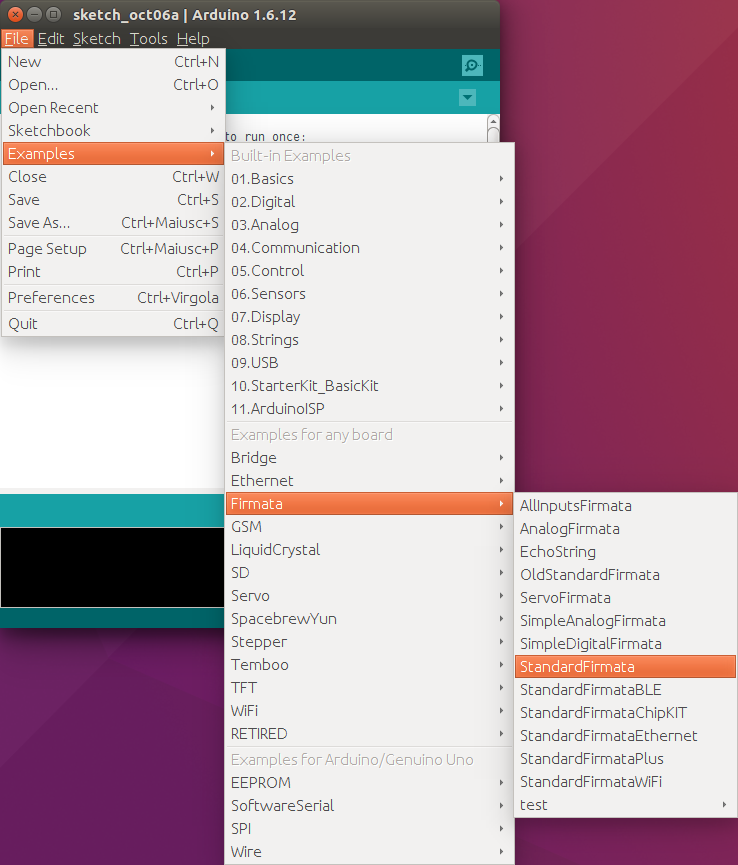 sketch_oct06a | Arduino 1.6.12
File Edit Sketch Tools Help
New Ctrl+N
Open... Ctrl+O
Open Recent
Sketchbook
Examples
Close Ctrl+W
Save Ctrl+S
Save As... Ctrl+Maiusc+S
Page Setup Ctrl+Maiusc+P
Print Ctrl+P
Preferences Ctrl+Virgola
Quit Ctrl+Q
to run once:
Built-in Examples
01.Basics
02.Digital
03.Analog
04.Communication
05.Control
06.Sensors
07.Display
08.Strings
09.USB
10.StarterKit_BasicKit
11.ArduinoISP
Examples for any board
Bridge
Ethernet
Firmata
GSM
LiquidCrystal
SD
Servo
SpacebrewYun
Stepper
Temboo
TFT
WiFi
RETIRED
Examples for Arduino/Genuino Uno
EEPROM
SoftwareSerial
SPI
Wire
AllInputsFirmata
AnalogFirmata
EchoString
OldStandardFirmata
ServoFirmata
SimpleAnalogFirmata
SimpleDigitalFirmata
StandardFirmata
StandardFirmataBLE
StandardFirmataChipKIT
StandardFirmataEthernet
StandardFirmataPlus
StandardFirmataWiFi
test